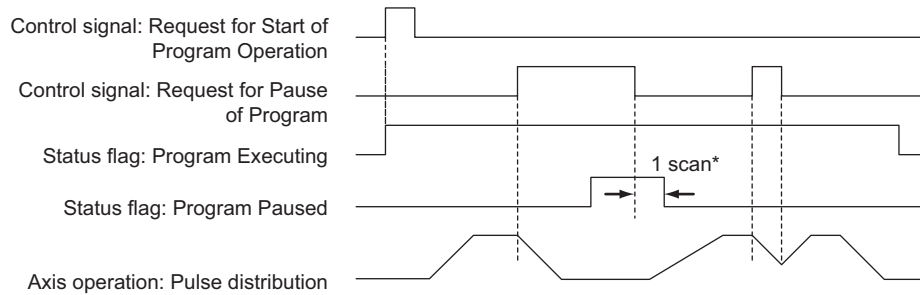 Control signal: Request for Start of
Program Operation
Control signal: Request for Pause
of Program
Status flag: Program Executing
1 scan*
Status flag: Program Paused
Axis operation: Pulse distribution